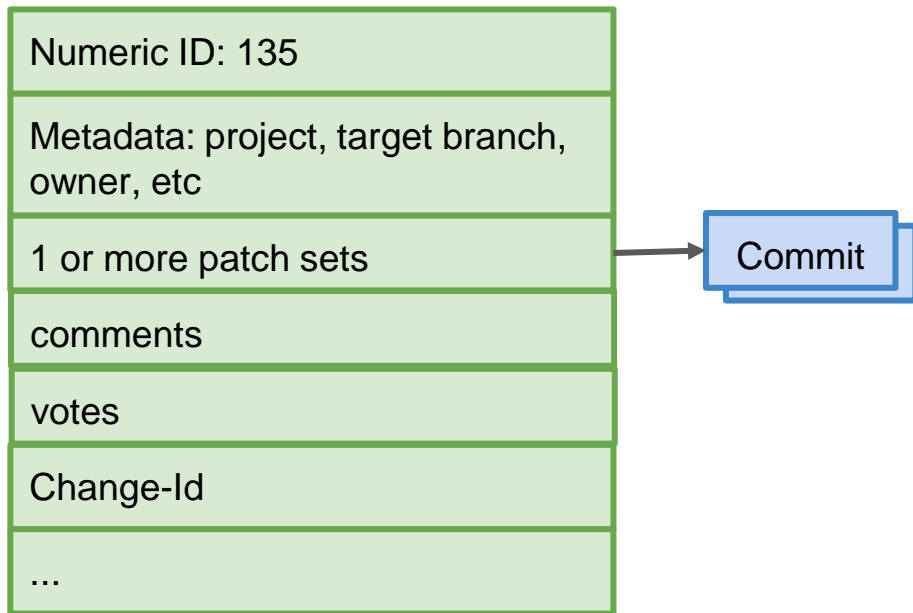 Numeric ID: 135
Metadata: project, target branch,
owner, etc
1 or more patch sets
Commit
comments
votes
Change-Id
...